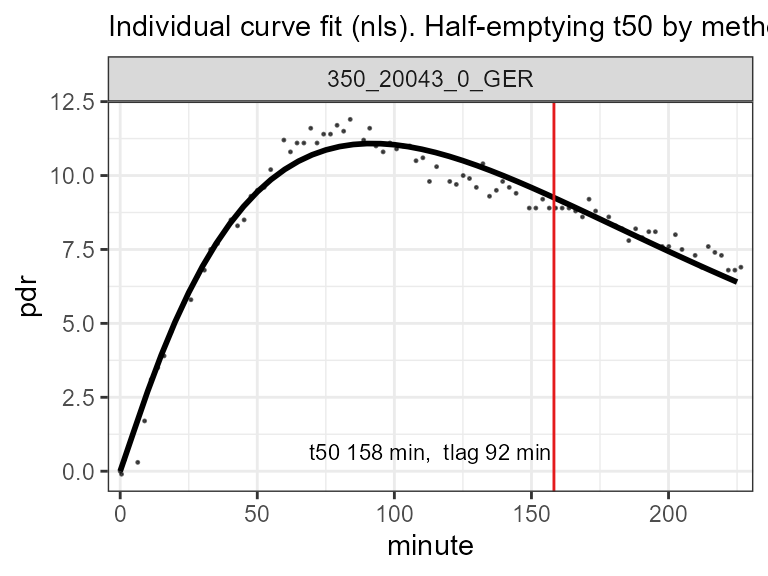 Individual curve fit (nls). Half-emptying t50 by meth
350_20043_0_GER
12.5
10.0
7.5
5.0
2.5
0.0
pdr
t50 158 min,  tlag 92 min
0 50 100 150 200
minute